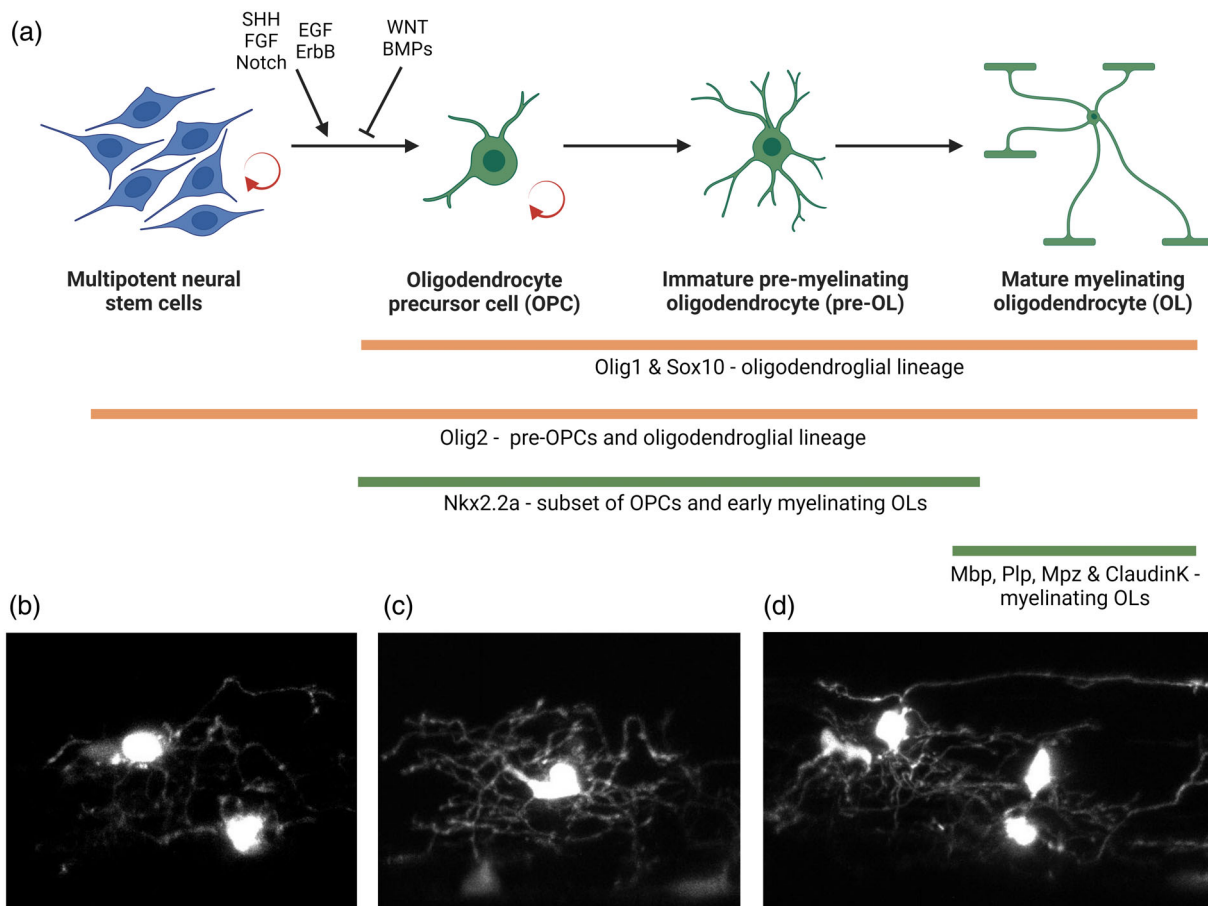 (a)
SHH
FGF
Notch
EGF
ErbB
WNT
BMPs
Multipotent neural
stem cells
Oligodendrocyte
precursor cell (OPC)
Immature pre-myelinating
oligodendrocyte (pre-OL)
Mature myelinating
oligodendrocyte (OL)
Olig1 & Sox10 - oligodendroglial lineage
Olig2 - pre-OPCs and oligodendroglial lineage
Nkx2.2a - subset of OPCs and early myelinating OLs
Mbp, Plp, Mpz & ClaudinK -
myelinating OLs
(b)
(c)
(d)